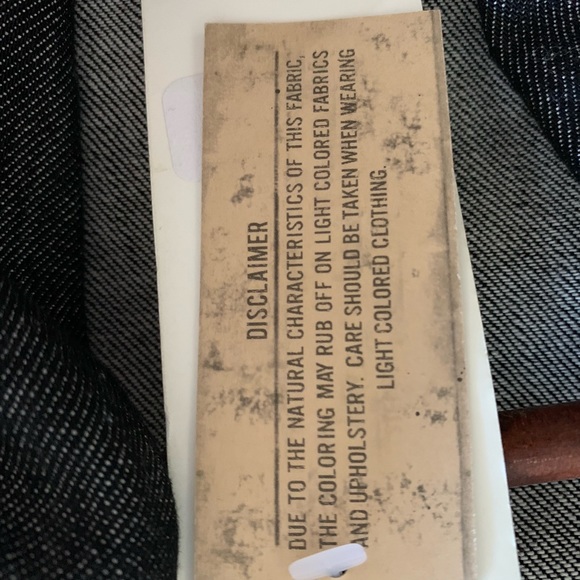 DISCLAIMER
DUE TO THE NATURAL CHARACTERISTICS OF THIS FABRIC,
THE COLORING MAY RUB OFF ON LIGHT COLORED FABRICS
AND UPHOLSTERY. CARE SHOULD BE TAKEN WHEN WEARING
LIGHT COLORED CLOTHING.